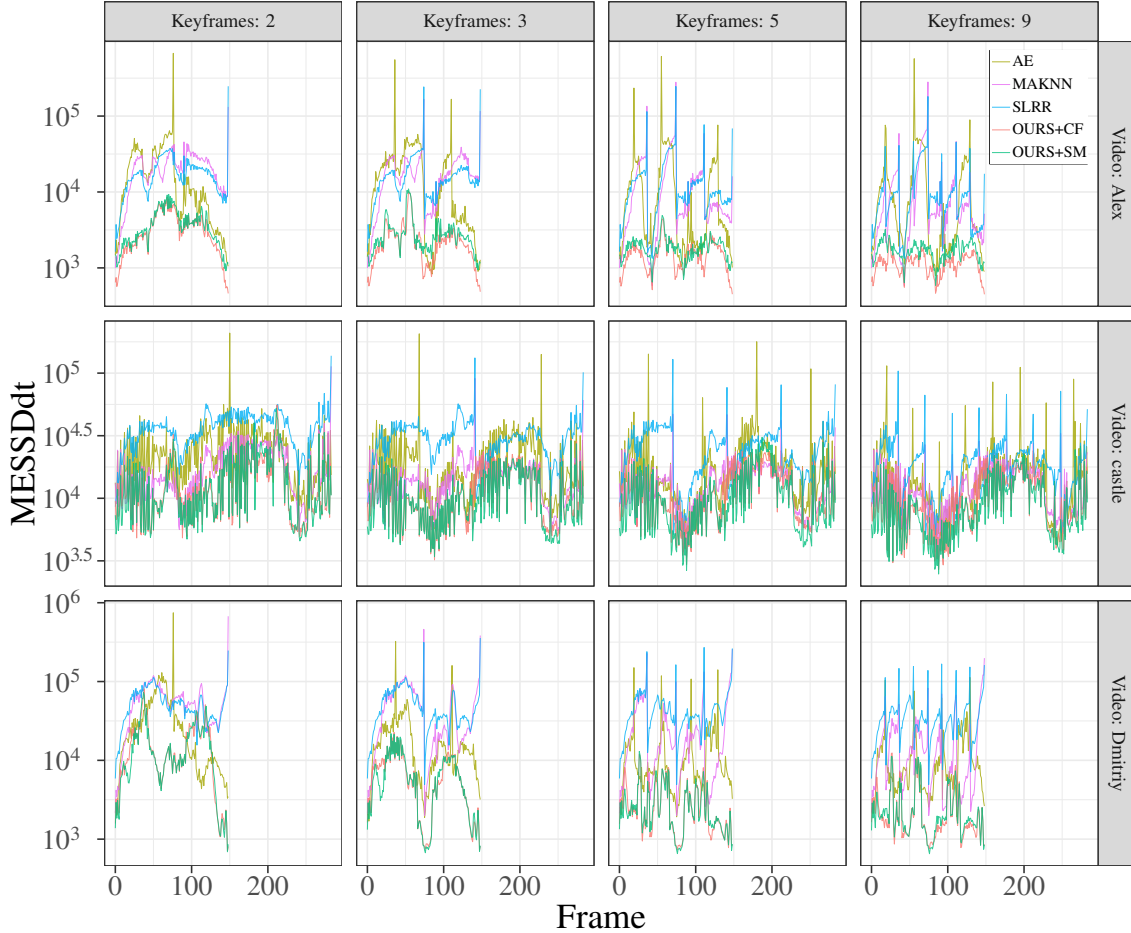 Keyframes: 2
Keyframes: 3
Keyframes: 5
Keyframes: 9
AE
MAKNN
SLRR
OURS+CF
OURS+SM
10^5
10^4
10^3
Video: Alex
10^5
10^4.5
10^4
10^3.5
Video: castle
10^6
10^5
10^4
10^3
Video: Dmitriy
MESSDdt
0 100 200
0 100 200
0 100 200
0 100 200
Frame